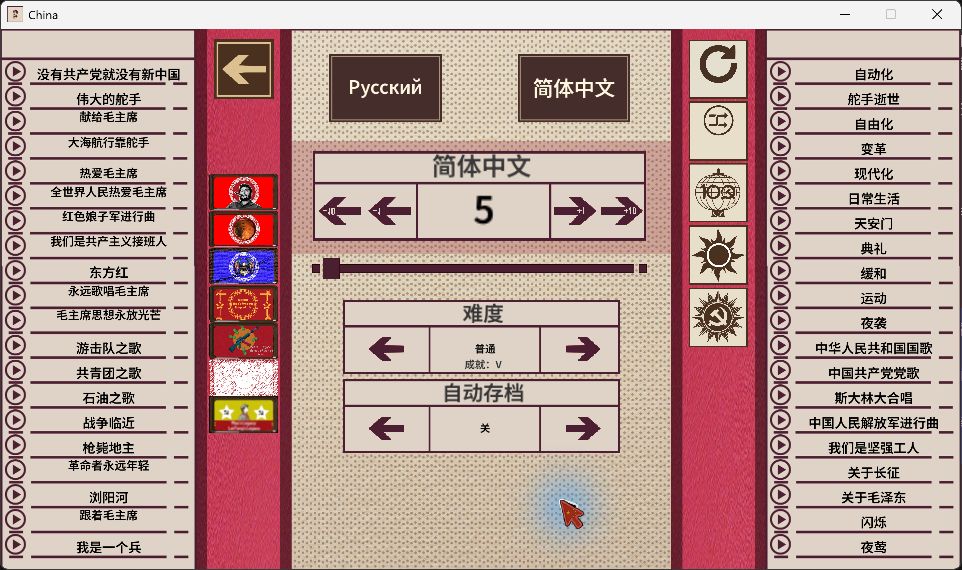 China
没有共产党就没有新中国
伟大的舵手
献给毛主席
大海航行靠舵手
热爱毛主席
全世界人民热爱毛主席
红色娘子军进行曲
我们是共产主义接班人
东方红
永远歌唱毛主席
毛主席思想永放光芒
游击队之歌
共青团之歌
石油之歌
战争临近
枪毙地主
革命者永远年轻
浏阳河
跟着毛主席
我是一个兵
Русский
简体中文
简体中文
-10
-1
5
+1
+10
难度
普通
成就：V
自动存档
关
自动化
舵手逝世
自由化
变革
现代化
日常生活
天安门
典礼
缓和
运动
夜袭
中华人民共和国国歌
中国共产党党歌
斯大林大合唱
中国人民解放军进行曲
我们是坚强工人
关于长征
关于毛泽东
闪烁
夜莺